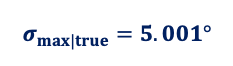 σmax|true = 5.001°